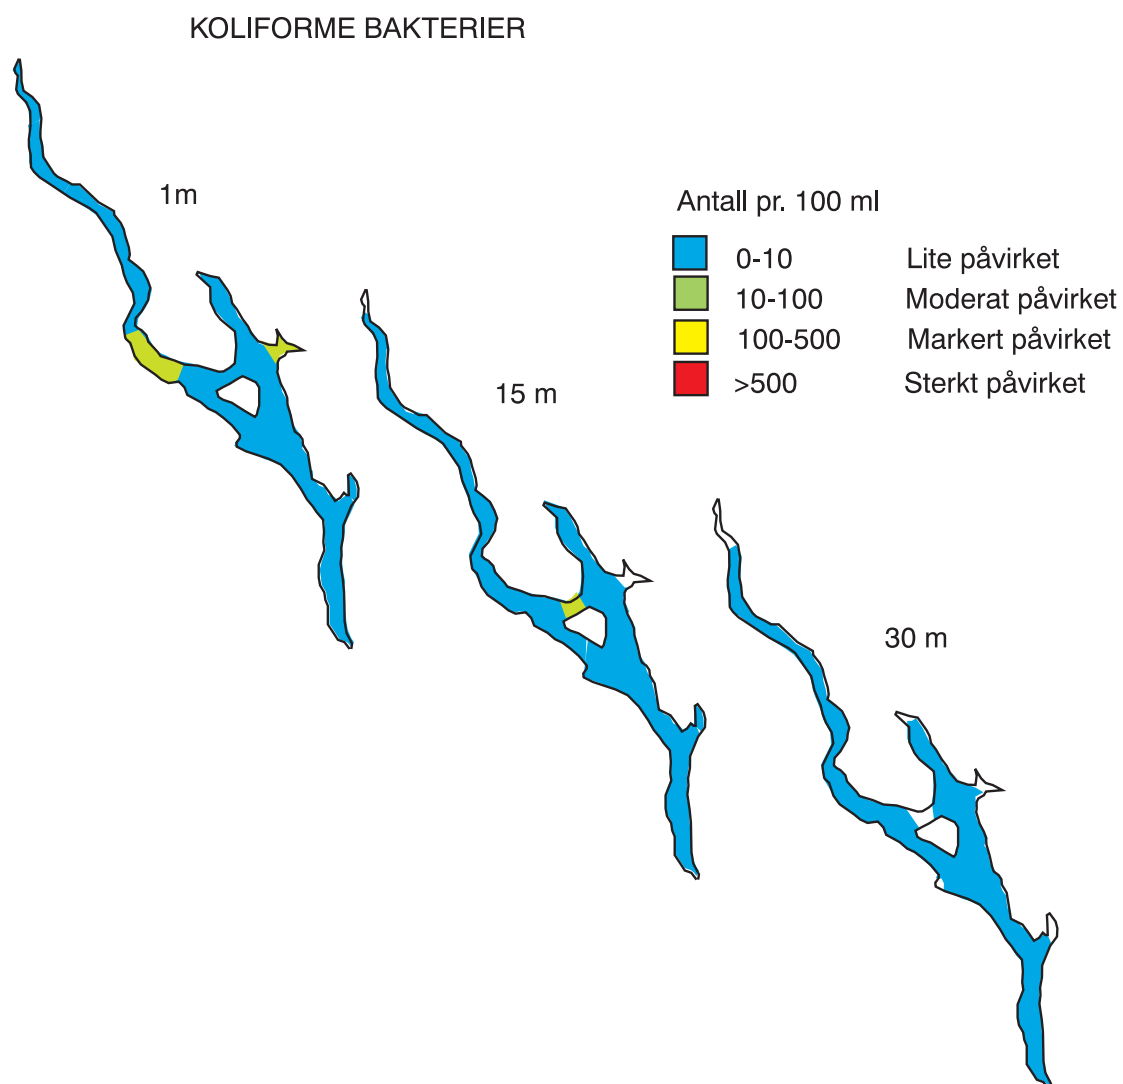 KOLIFORME BAKTERIER
1m
Antall pr. 100 ml
0-10 Lite påvirket
10-100 Moderat påvirket
100-500 Markert påvirket
>500 Sterkt påvirket
15 m
30 m